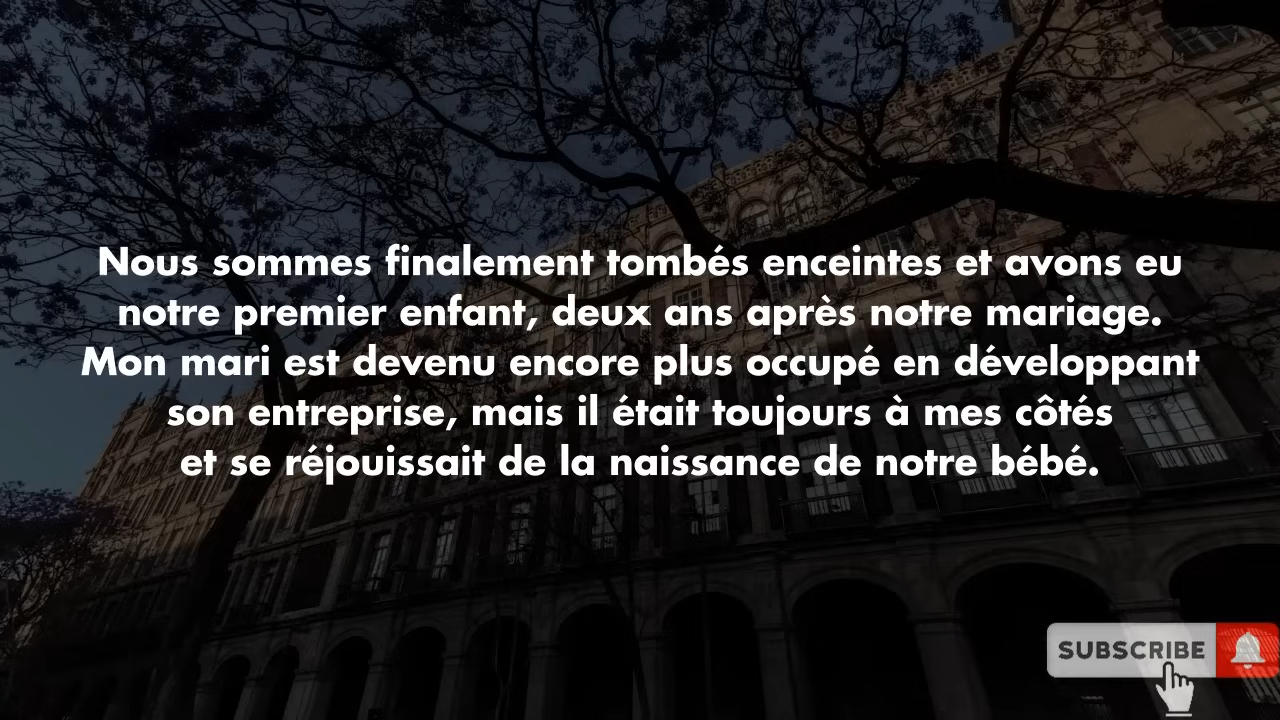 Nous sommes finalement tombés enceintes et avons eu
notre premier enfant, deux ans après notre mariage.
Mon mari est devenu encore plus occupé en développant
son entreprise, mais il était toujours à mes côtés
et se réjouissait de la naissance de notre bébé.
SUBSCRIBE